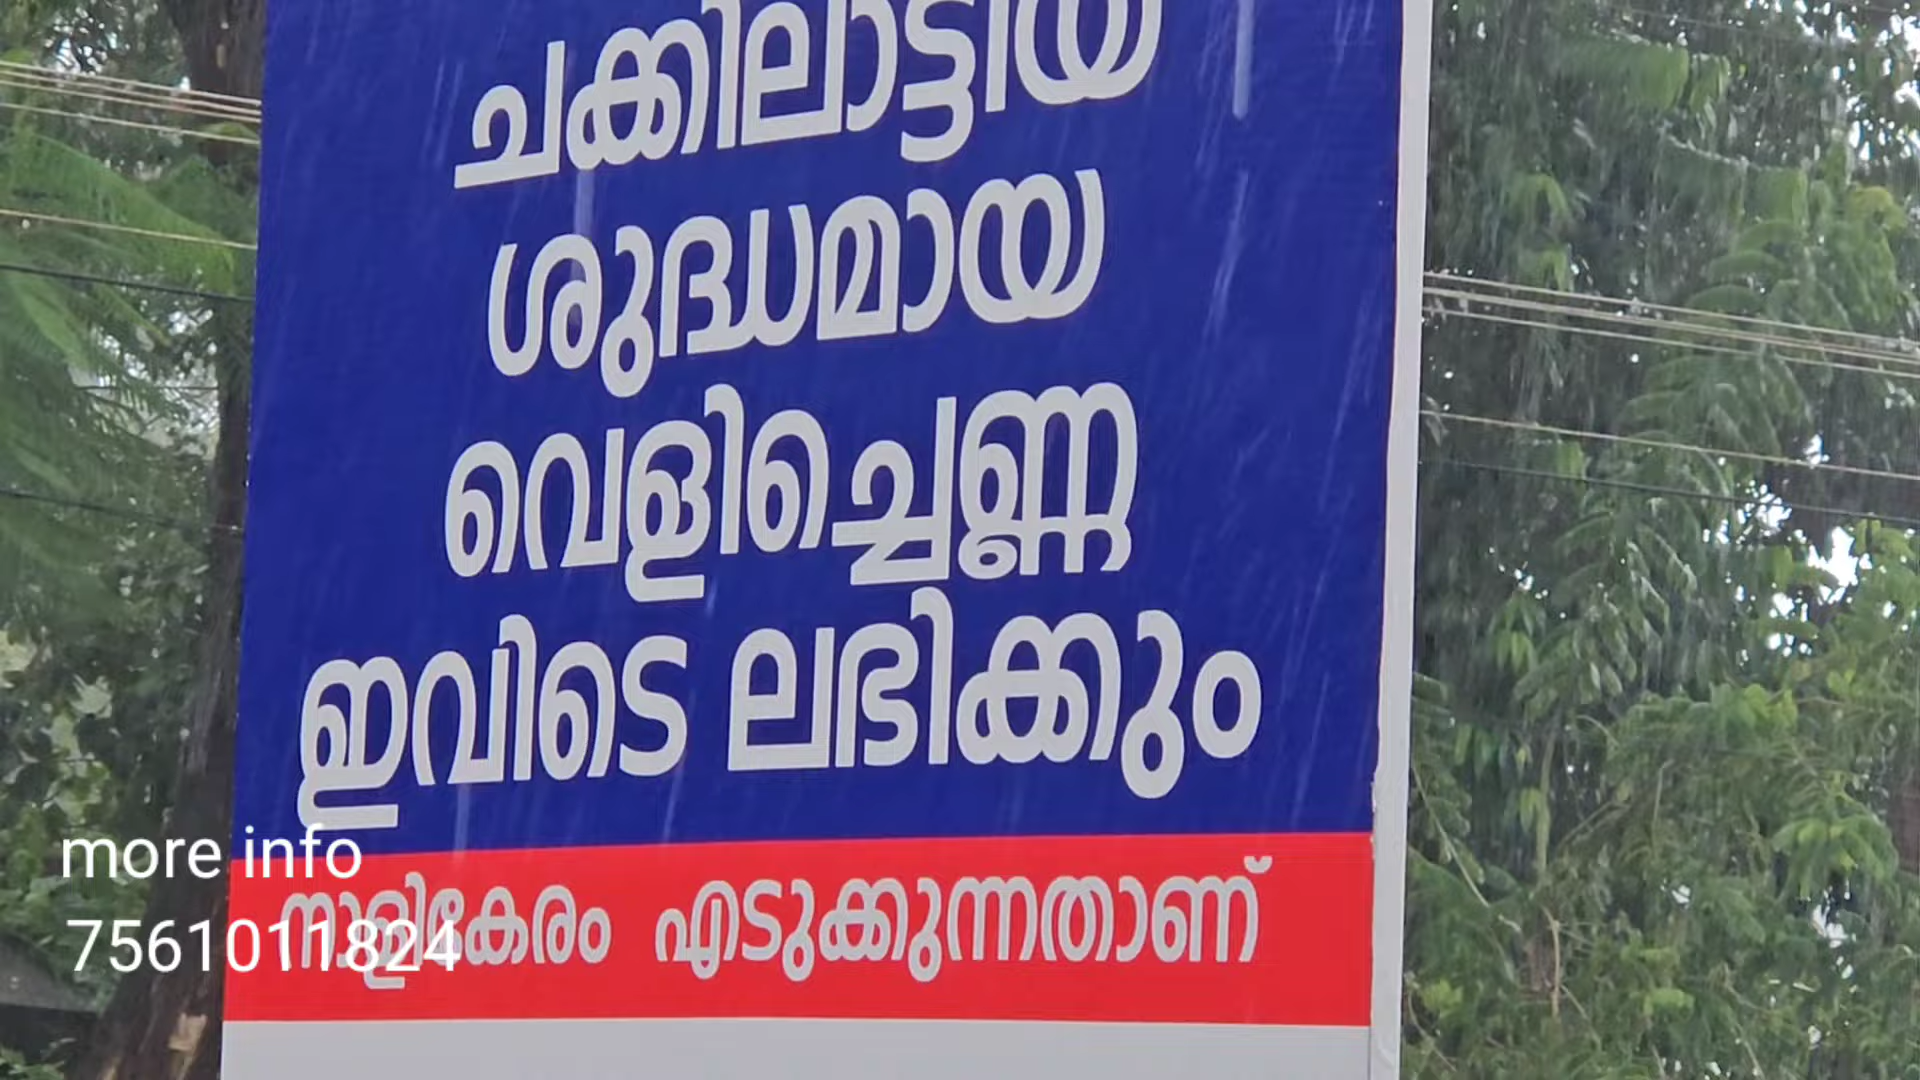 ചക്കിലാട്ടിയ
ശുദ്ധമായ
വെളിച്ചെണ്ണ
ഇവിടെ ലഭിക്കും
നാളികേരം എടുക്കുന്നതാണ്
more info
7561011824